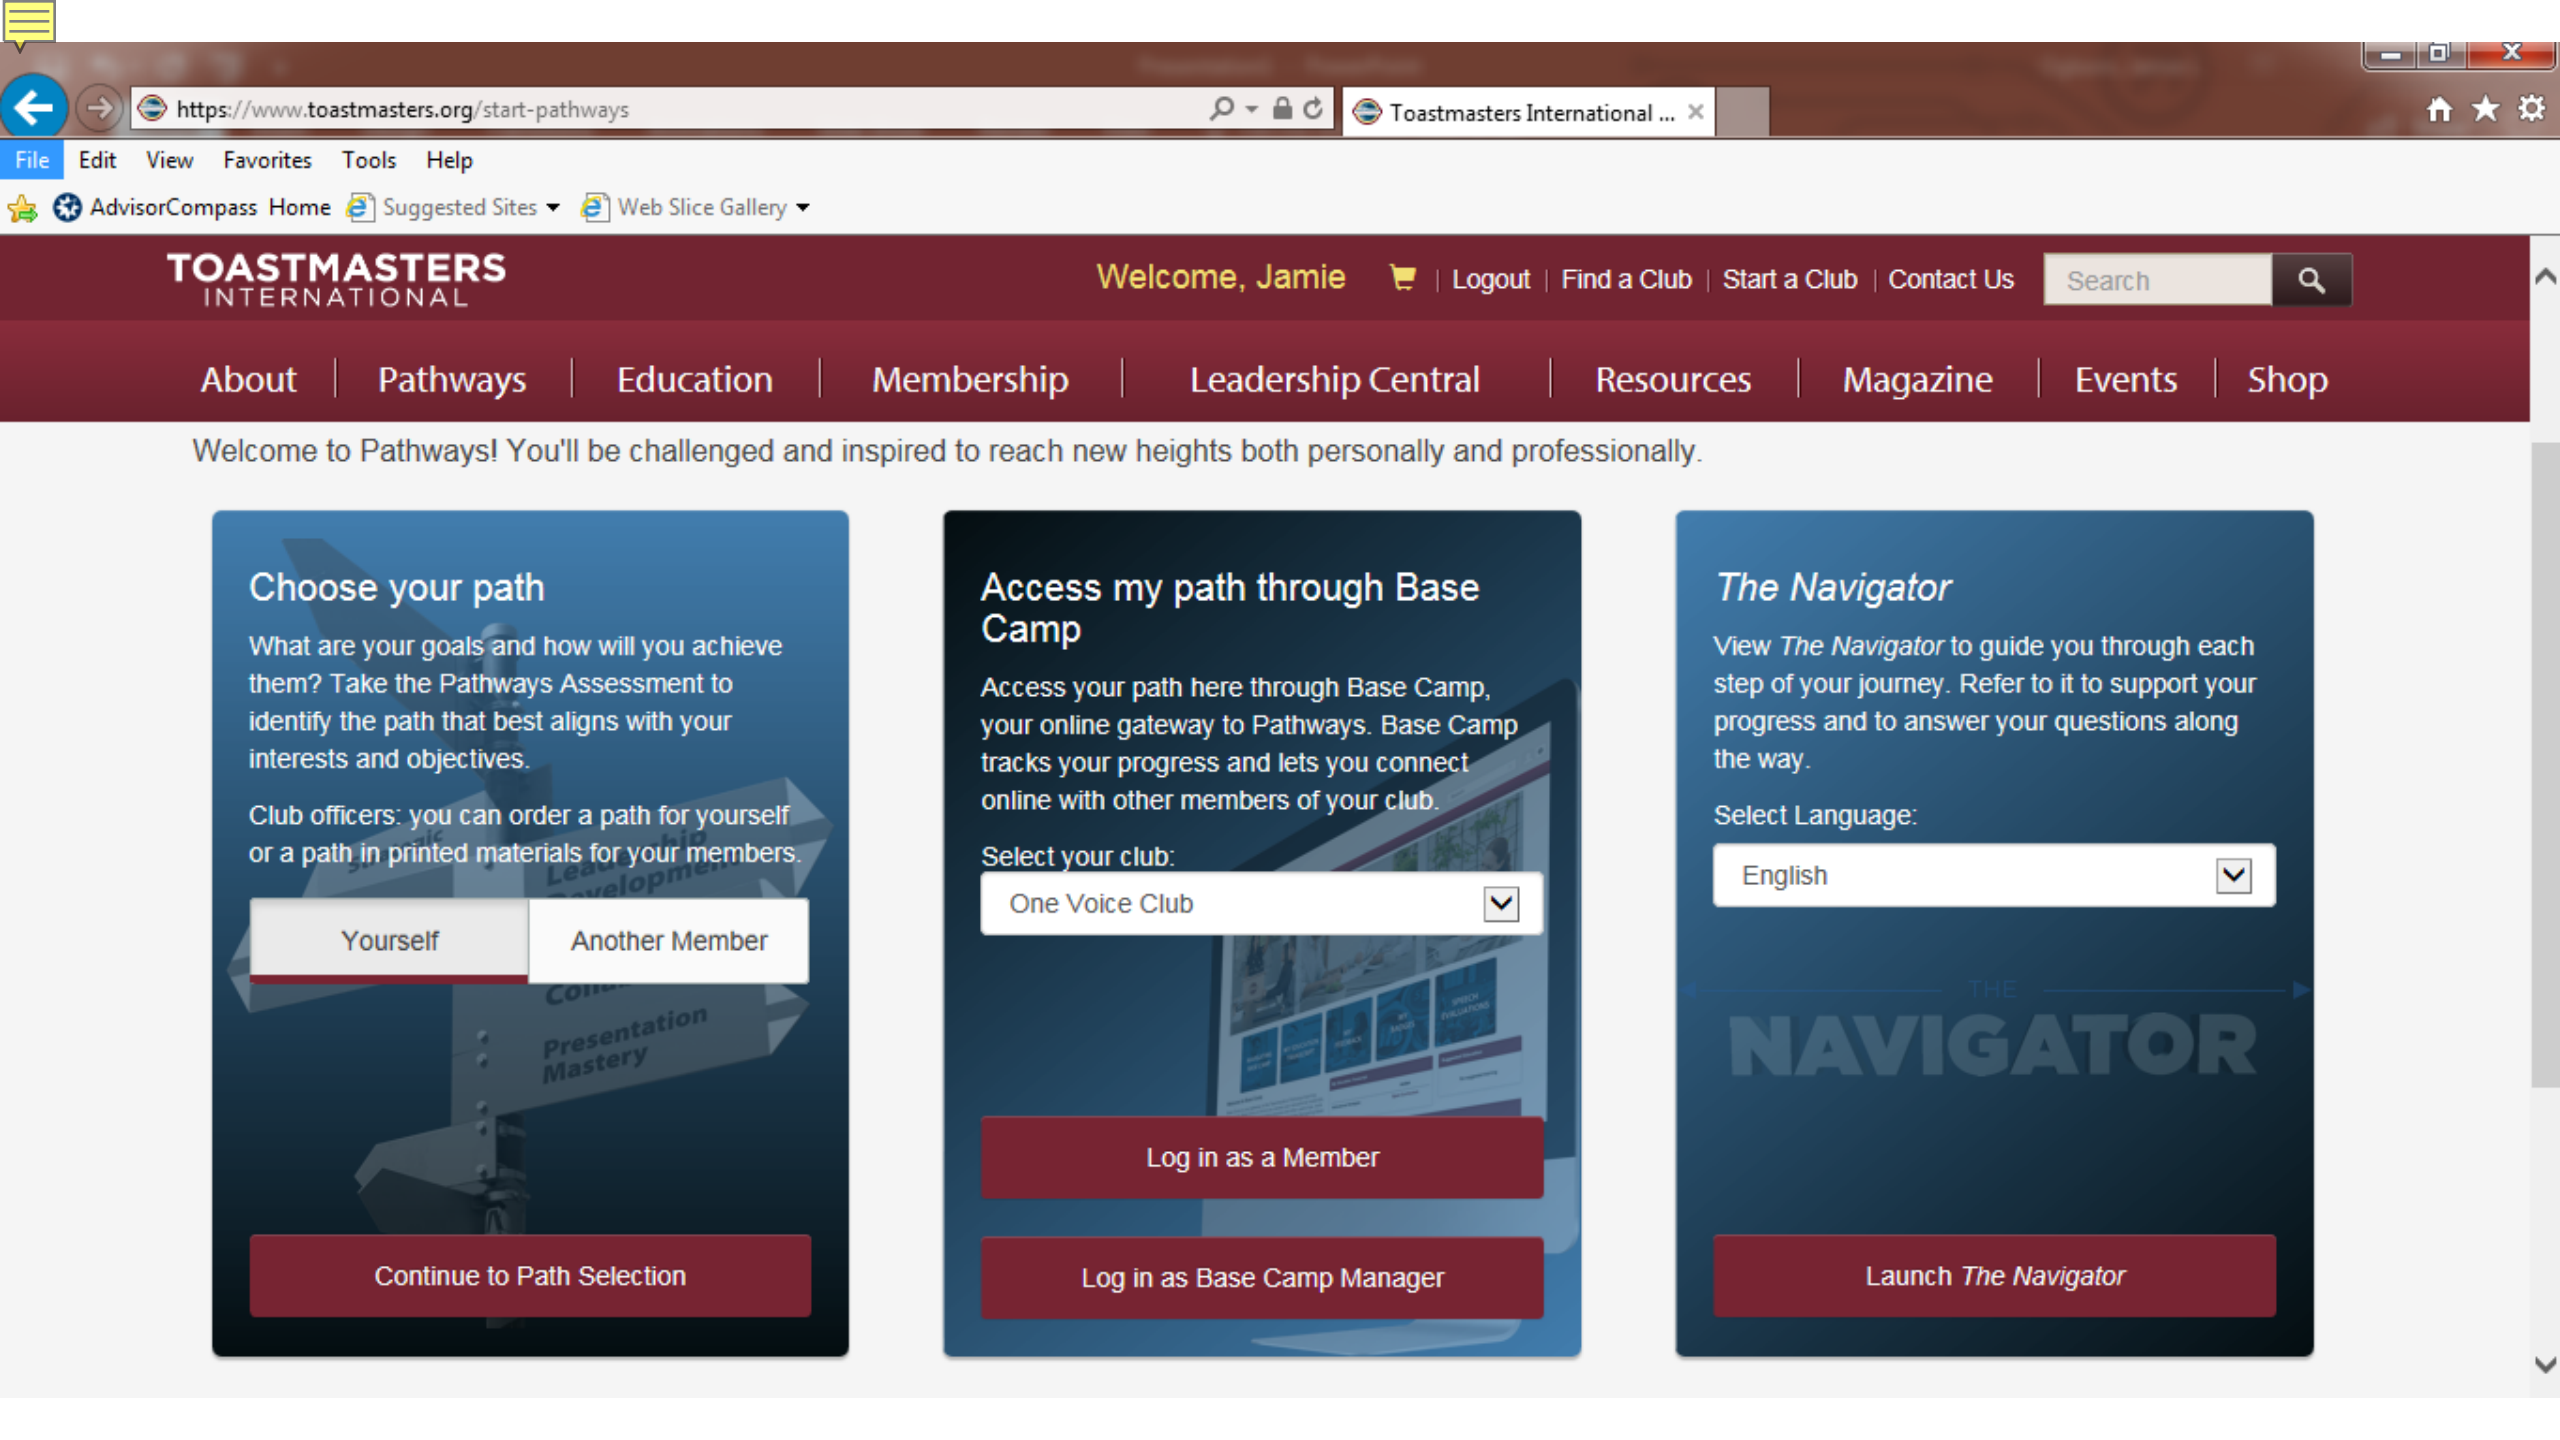 https://www.toastmasters.org/start-pathways
Toastmasters International ...
File Edit View Favorites Tools Help
AdvisorCompass Home Suggested Sites Web Slice Gallery
TOASTMASTERS
INTERNATIONAL
Welcome, Jamie | Logout | Find a Club | Start a Club | Contact Us Search
About Pathways Education Membership Leadership Central Resources Magazine Events Shop
Welcome to Pathways! You'll be challenged and inspired to reach new heights both personally and professionally.
Choose your path
What are your goals and how will you achieve
them? Take the Pathways Assessment to
identify the path that best aligns with your
interests and objectives.
Club officers: you can order a path for yourself
or a path in printed materials for your members.
Leadership
Development
Yourself Another Member
Presentation
Mastery
Continue to Path Selection
Access my path through Base
Camp
Access your path here through Base Camp,
your online gateway to Pathways. Base Camp
tracks your progress and lets you connect
online with other members of your club.
Select your club:
One Voice Club
SPEECH
EVALUATIONS
Log in as a Member
Log in as Base Camp Manager
The Navigator
View The Navigator to guide you through each
step of your journey. Refer to it to support your
progress and to answer your questions along
the way.
Select Language:
English
THE
NAVIGATOR
Launch The Navigator